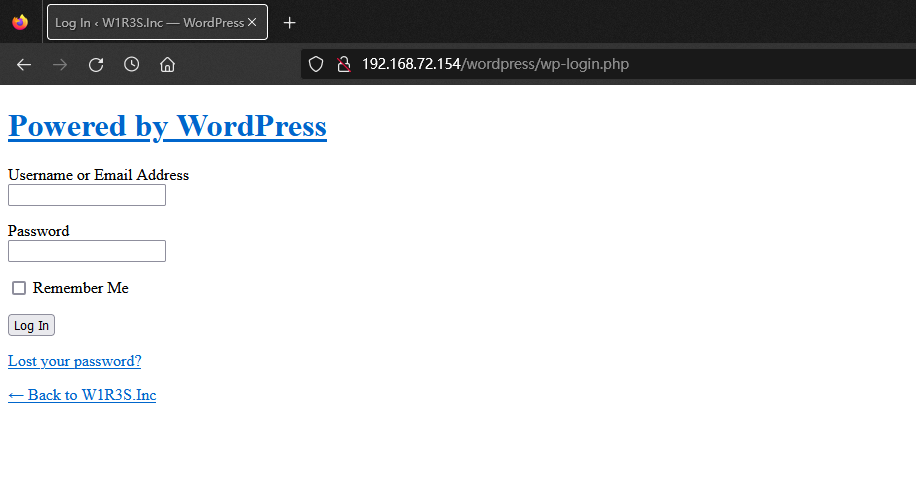 Log In ‹ W1R3S.Inc — WordPress
192.168.72.154/wordpress/wp-login.php
Powered by WordPress
Username or Email Address
Password
Remember Me
Log In
Lost your password?
← Back to W1R3S.Inc